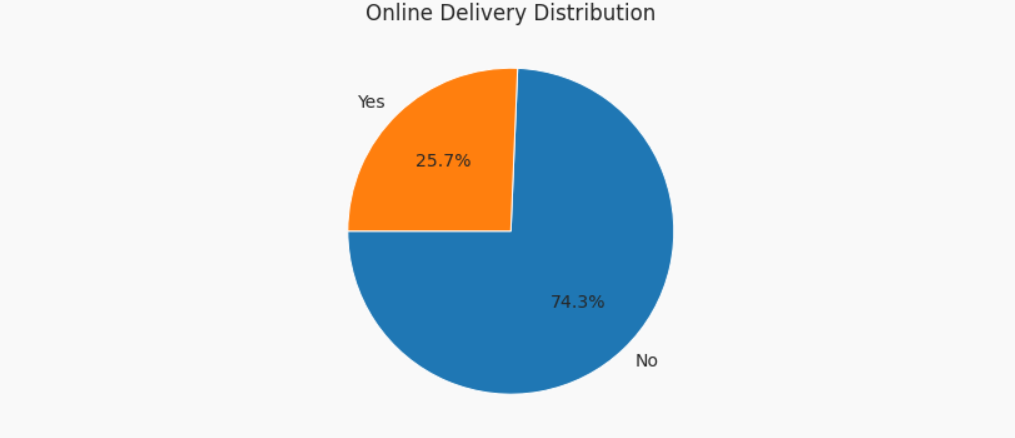 Online Delivery Distribution
Yes
25.7%
74.3%
No